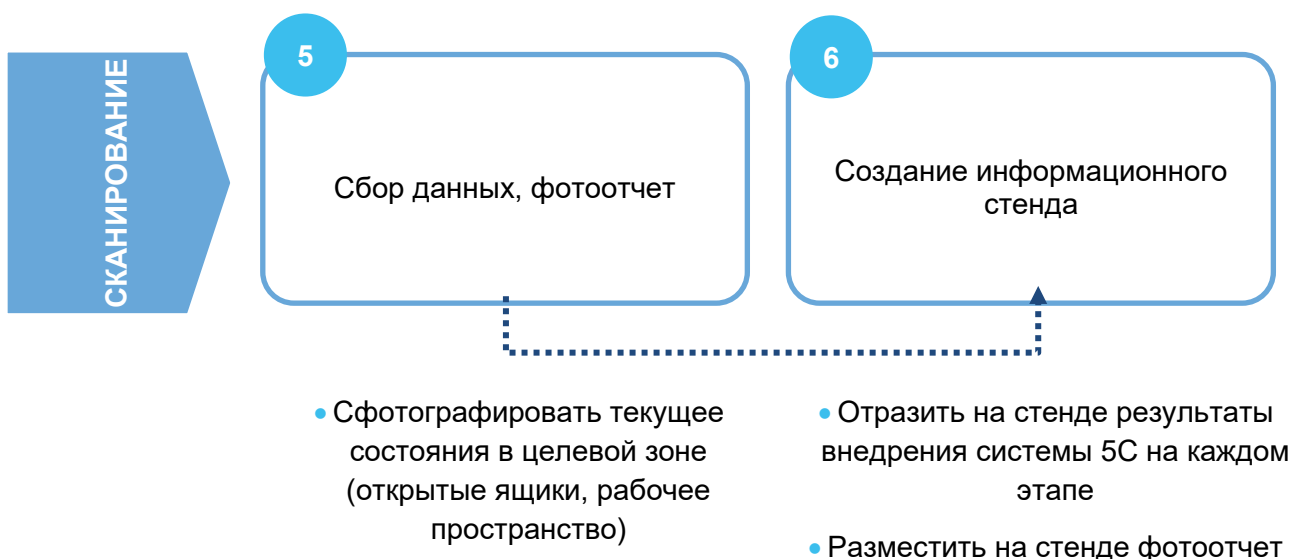 СКАНИРОВАНИЕ
5
Сбор данных, фотоотчет
6
Создание информационного
стенда
• Сфотографировать текущее
состояния в целевой зоне
(открытые ящики, рабочее
пространство)
• Отразить на стенде результаты
внедрения системы 5С на каждом
этапе
• Разместить на стенде фотоотчет